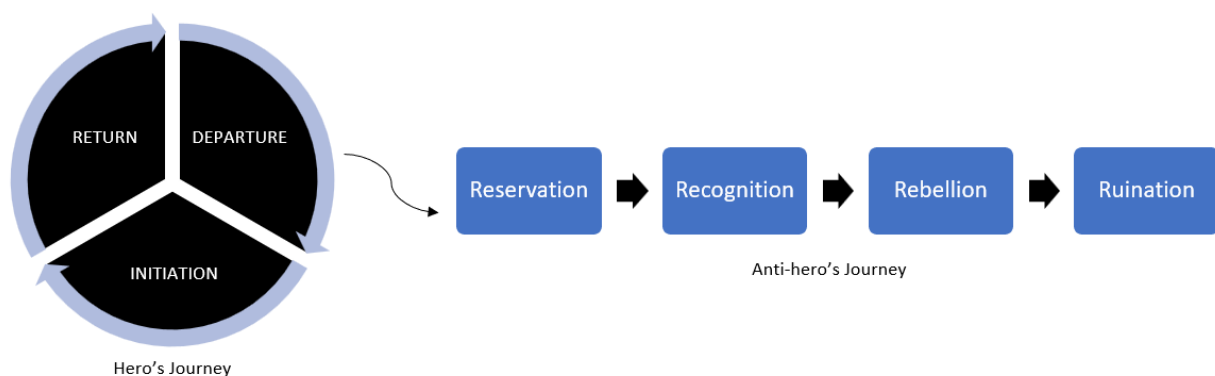 RETURN
DEPARTURE
INITIATION
Hero's Journey
Reservation
Recognition
Rebellion
Ruination
Anti-hero's Journey